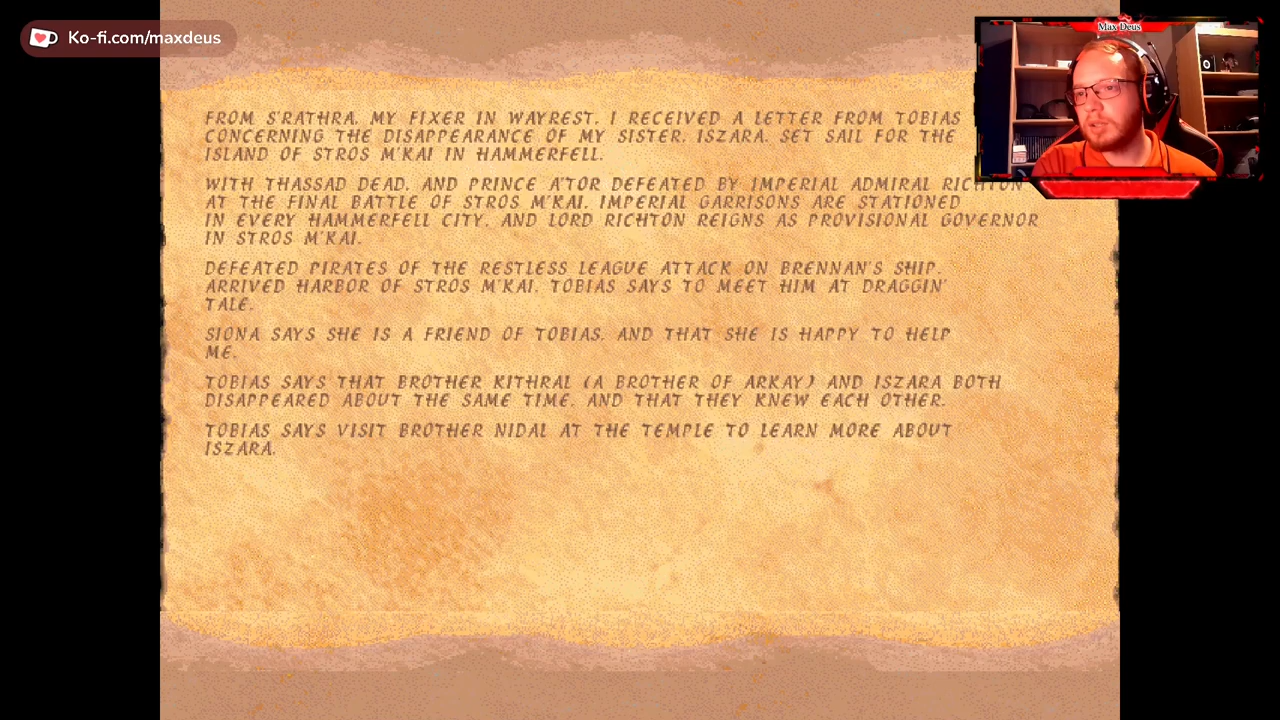 Ko-fi.com/maxdeus
Max Deus
FROM S'RATHRA, MY FIXER IN WAYREST, I RECEIVED A LETTER FROM TOBIAS
CONCERNING THE DISAPPEARANCE OF MY SISTER, ISZARA. SET SAIL FOR THE
ISLAND OF STROS M'KAI IN HAMMERFELL.
WITH THASSAD DEAD, AND PRINCE A'TOR DEFEATED BY IMPERIAL ADMIRAL RICHTON
AT THE FINAL BATTLE OF STROS M'KAI, IMPERIAL GARRISONS ARE STATIONED
IN EVERY HAMMERFELL CITY, AND LORD RICHTON REIGNS AS PROVISIONAL GOVERNOR
IN STROS M'KAI.
DEFEATED PIRATES OF THE RESTLESS LEAGUE ATTACK ON BRENNAN'S SHIP.
ARRIVED HARBOR OF STROS M'KAI. TOBIAS SAYS TO MEET HIM AT DRAGGIN'
TALE.
SIONA SAYS SHE IS A FRIEND OF TOBIAS, AND THAT SHE IS HAPPY TO HELP
ME.
TOBIAS SAYS THAT BROTHER KITHRAL (A BROTHER OF ARKAY) AND ISZARA BOTH
DISAPPEARED ABOUT THE SAME TIME, AND THAT THEY KNEW EACH OTHER.
TOBIAS SAYS VISIT BROTHER NIDAL AT THE TEMPLE TO LEARN MORE ABOUT
ISZARA.